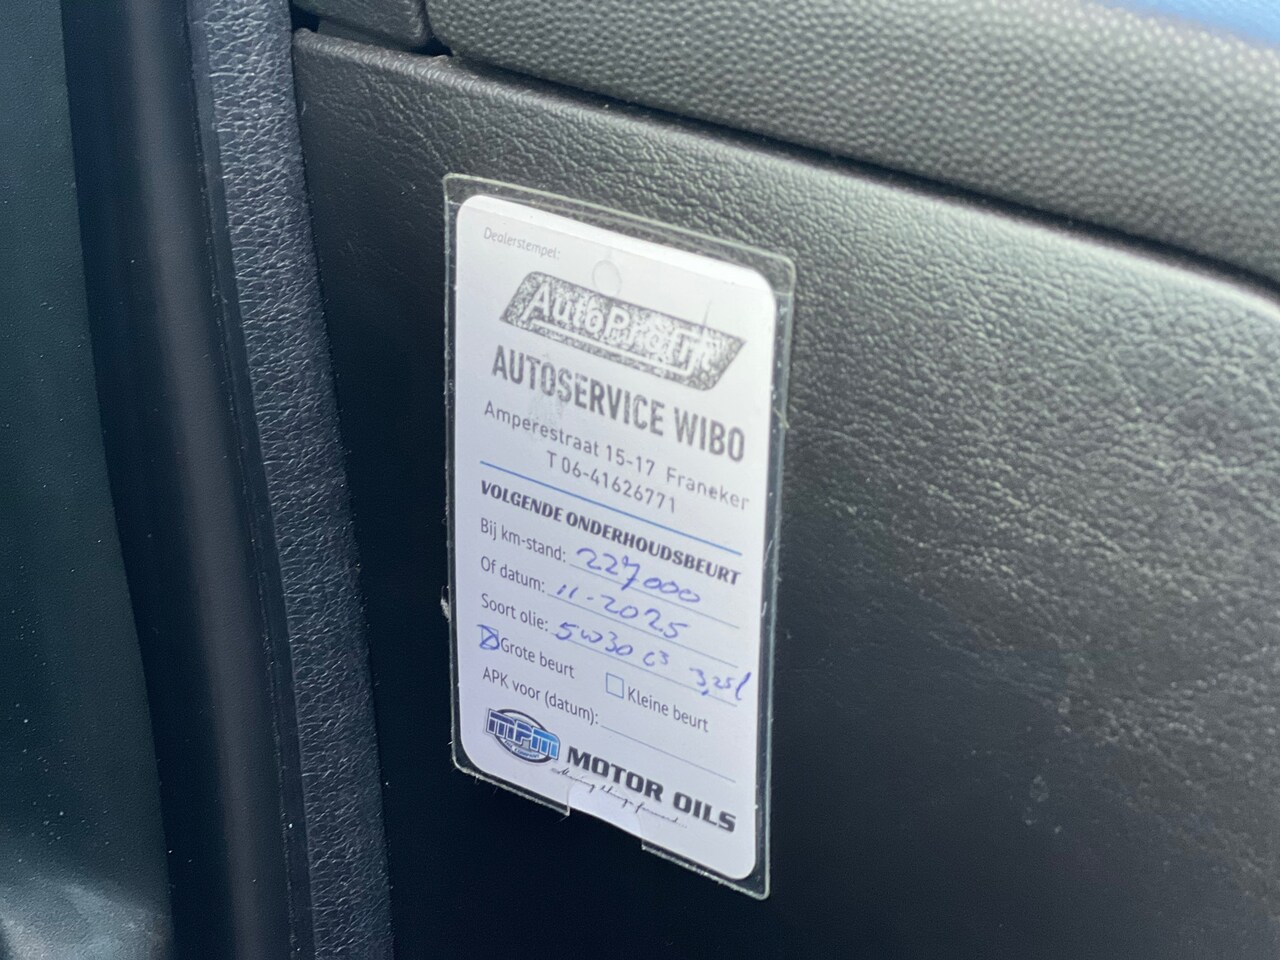 Dealerstempel:
AutoProfijt
AUTOSERVICE WIBO
Amperestraat 15-17 Franeker
T 06-41626771
VOLGENDE ONDERHOUDSBEURT
Bij km-stand: 227000
Of datum: 11-2025
Soort olie: 5W30 C3 3,25l
Grote beurt Kleine beurt
APK voor (datum):
MPM MOTOR OILS